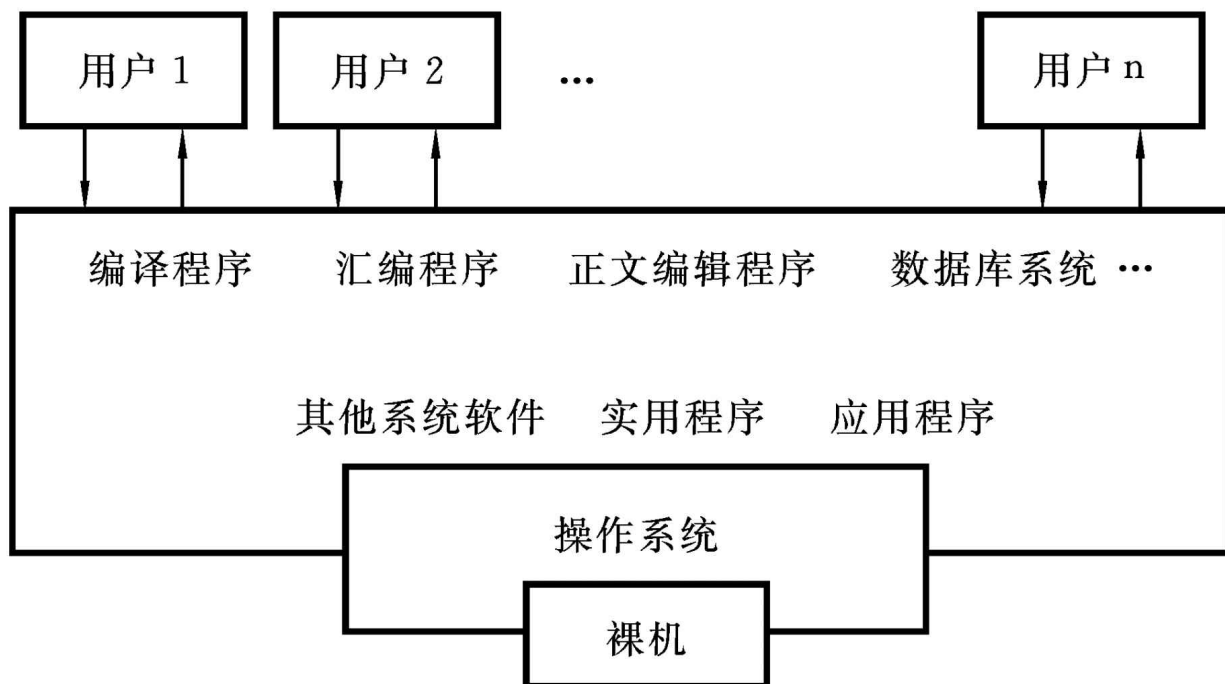 用户1 用户2 … 用户n
编译程序 汇编程序 正文编辑程序 数据库系统 …
其他系统软件 实用程序 应用程序
操作系统
裸机